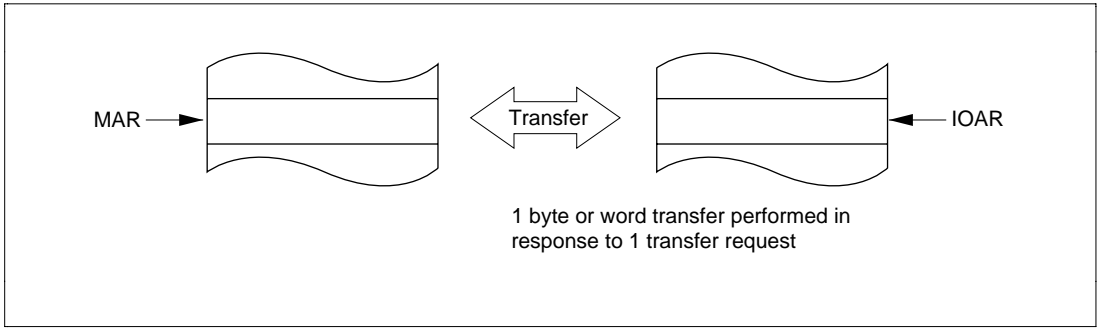 MAR
Transfer
IOAR
1 byte or word transfer performed in
response to 1 transfer request